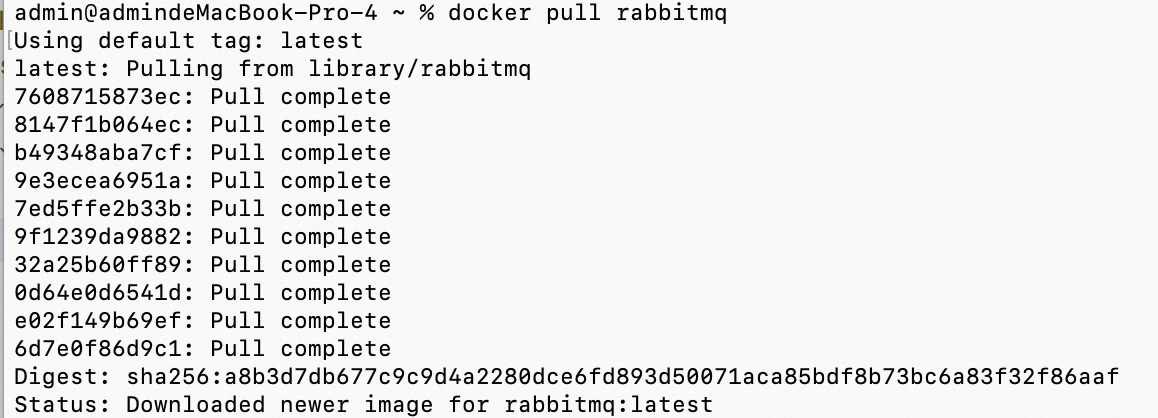 admin@admindeMacBook-Pro-4 ~ % docker pull rabbitmq
[Using default tag: latest
latest: Pulling from library/rabbitmq
7608715873ec: Pull complete
8147f1b064ec: Pull complete
b49348aba7cf: Pull complete
9e3ecea6951a: Pull complete
7ed5ffe2b33b: Pull complete
9f1239da9882: Pull complete
32a25b60ff89: Pull complete
0d64e0d6541d: Pull complete
e02f149b69ef: Pull complete
6d7e0f86d9c1: Pull complete
Digest: sha256:a8b3d7db677c9c9d4a2280dce6fd893d50071aca85bdf8b73bc6a83f32f86aaf
Status: Downloaded newer image for rabbitmq:latest